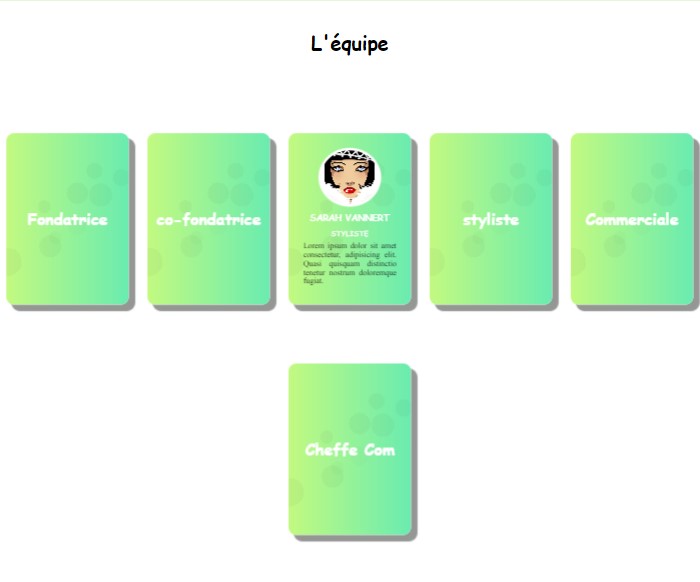 L'équipe
Fondatrice
co-fondatrice
SARAH VANNERT
STYLISTE
Lorem ipsum dolor sit amet
consectetur, adipisicing elit.
Quasi quisquam distinctio
tenetur nostrum doloremque
fugiat.
styliste
Commerciale
Cheffe Com